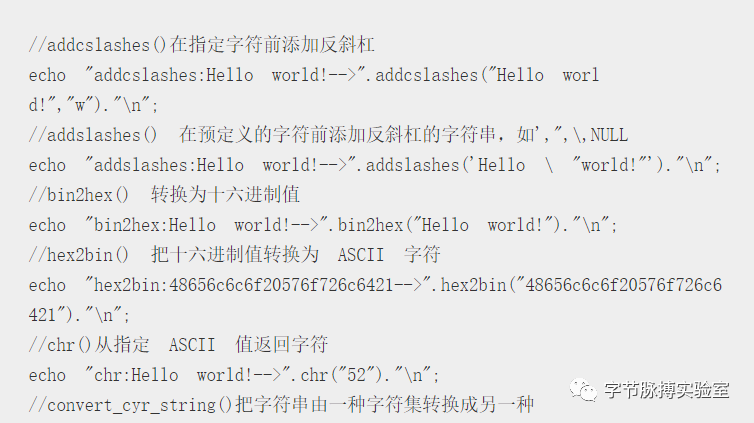 //addcslashes()在指定字符前添加反斜杠
echo "addcslashes:Hello world!-->".addcslashes("Hello worl
d!","w")."\n";
//addslashes() 在预定义的字符前添加反斜杠的字符串，如',",\,NULL
echo "addslashes:Hello world!-->".addslashes('Hello \ "world!"')."\n";
//bin2hex() 转换为十六进制值
echo "bin2hex:Hello world!-->".bin2hex("Hello world!")."\n";
//hex2bin() 把十六进制值转换为 ASCII 字符
echo "hex2bin:48656c6c6f20576f726c6421-->".hex2bin("48656c6c6f20576f726c6
421")."\n";
//chr()从指定 ASCII 值返回字符
echo "chr:Hello world!-->".chr("52")."\n";
//convert_cyr_string()把字符串由一种字符集转换成另一种
字节脉搏实验室